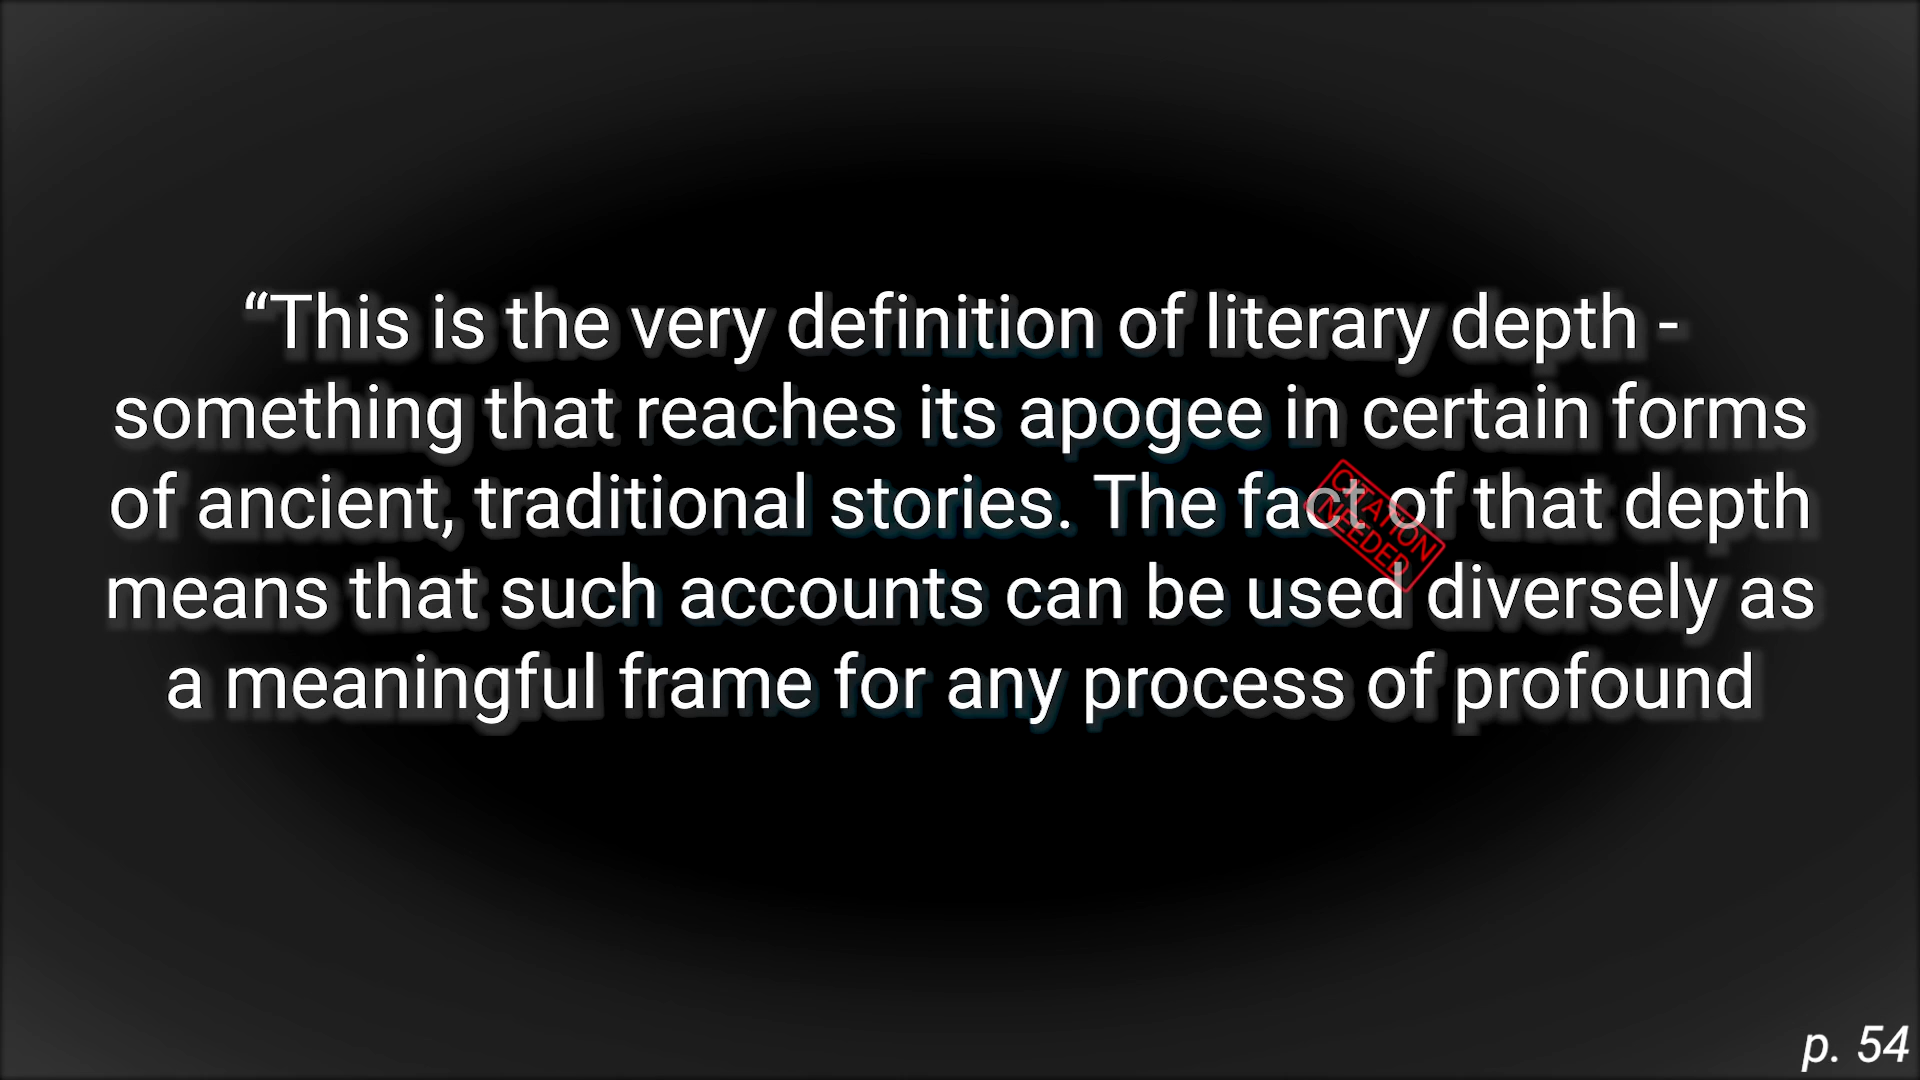 “This is the very definition of literary depth -
something that reaches its apogee in certain forms
of ancient, traditional stories. The fact of that depth
means that such accounts can be used diversely as
a meaningful frame for any process of profound
CITATION
NEEDED
p. 54